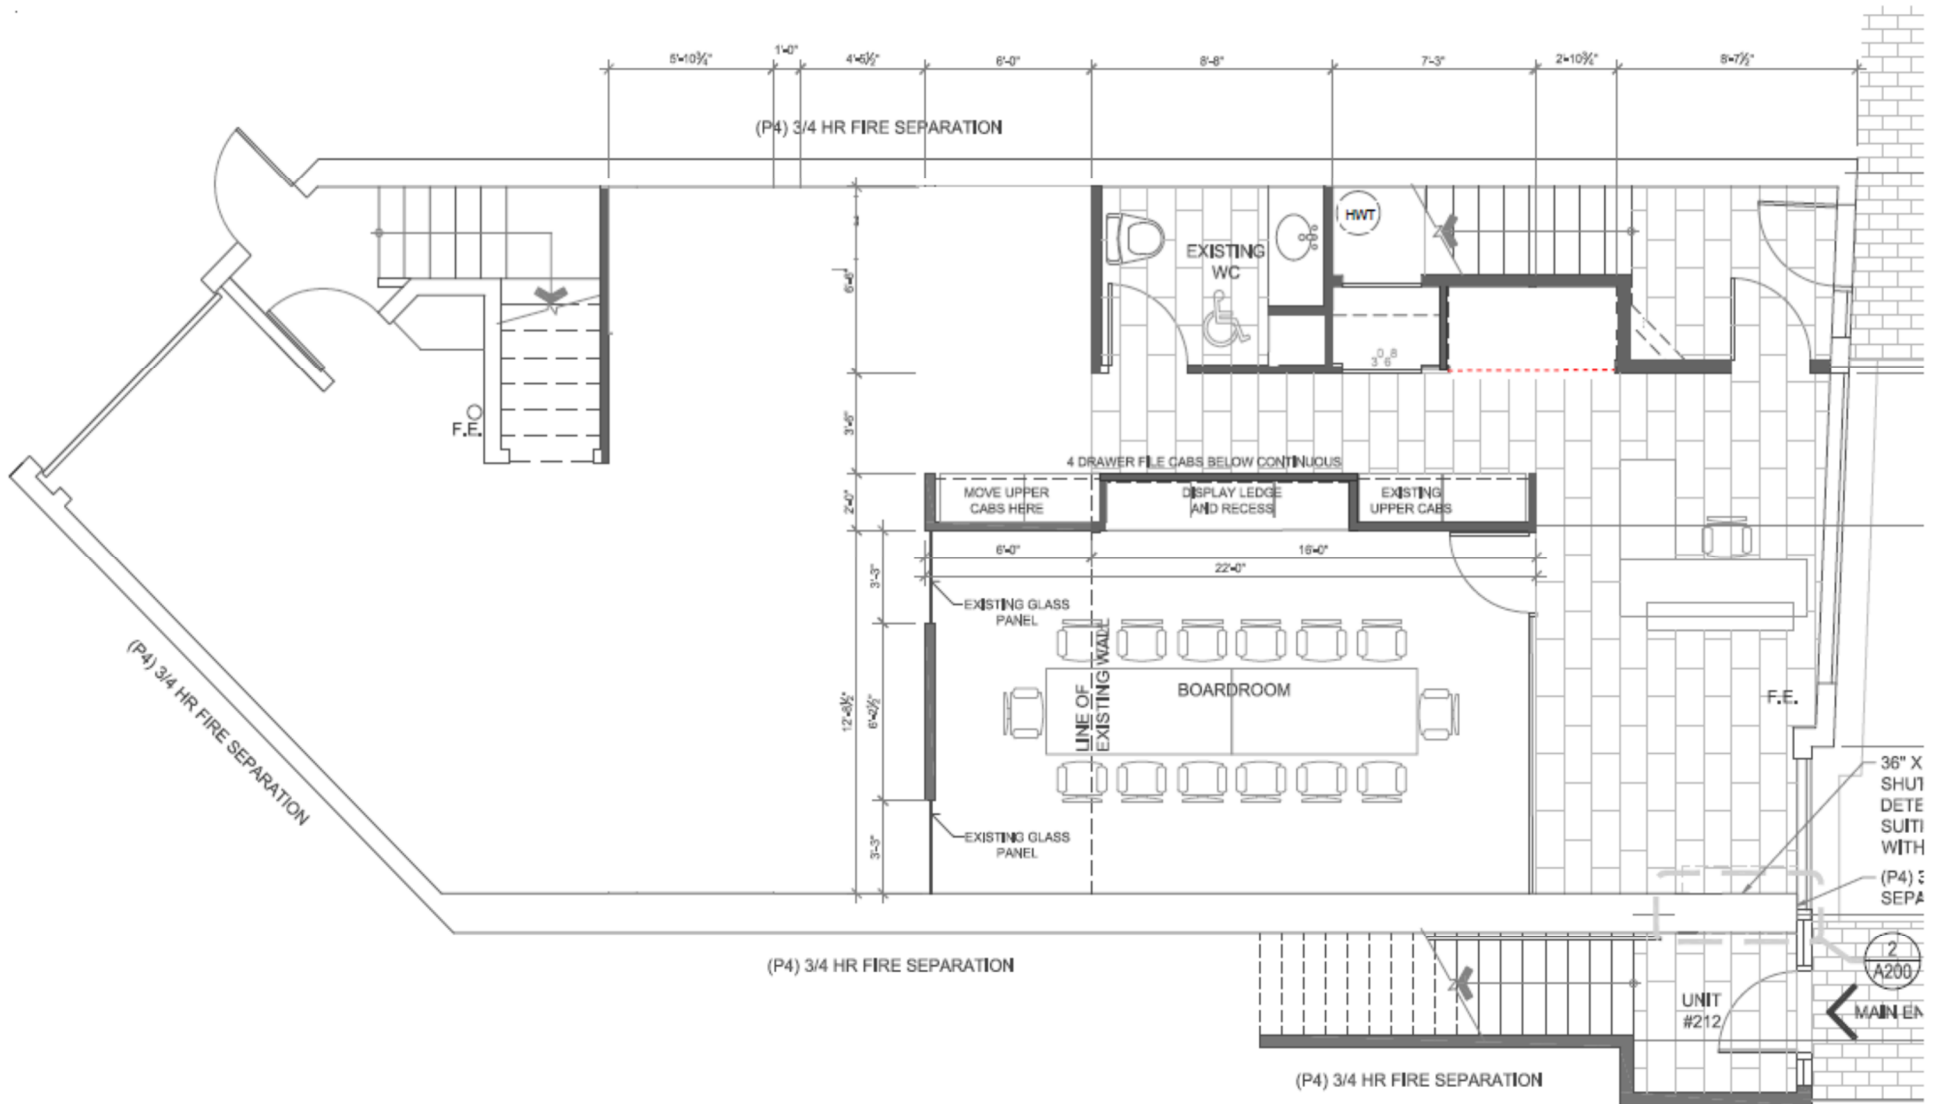 5'-10¾"
1'-0"
4'-5½"
6'-0"
8'-8"
7'-3"
2'-10¾"
8'-7½"
(P4) 3/4 HR FIRE SEPARATION
HWT
EXISTING
WC
6'-8"
F.E.
3'-6"
4 DRAWER FILE CABS BELOW CONTINUOUS
MOVE UPPER
CABS HERE
DISPLAY LEDGE
AND RECESS
EXISTING
UPPER CABS
2'-0"
6'-0"
16'-0"
22'-0"
3'-3"
EXISTING GLASS
PANEL
LINE OF
EXISTING WALL
BOARDROOM
12'-8½"
6'-2½"
F.E.
(P4) 3/4 HR FIRE SEPARATION
EXISTING GLASS
PANEL
3'-3"
36" X
SHUT
DETE
SUITI
WITH
(P4) 3
SEPA
(P4) 3/4 HR FIRE SEPARATION
2
A200
UNIT
#212
MAIN EN
(P4) 3/4 HR FIRE SEPARATION